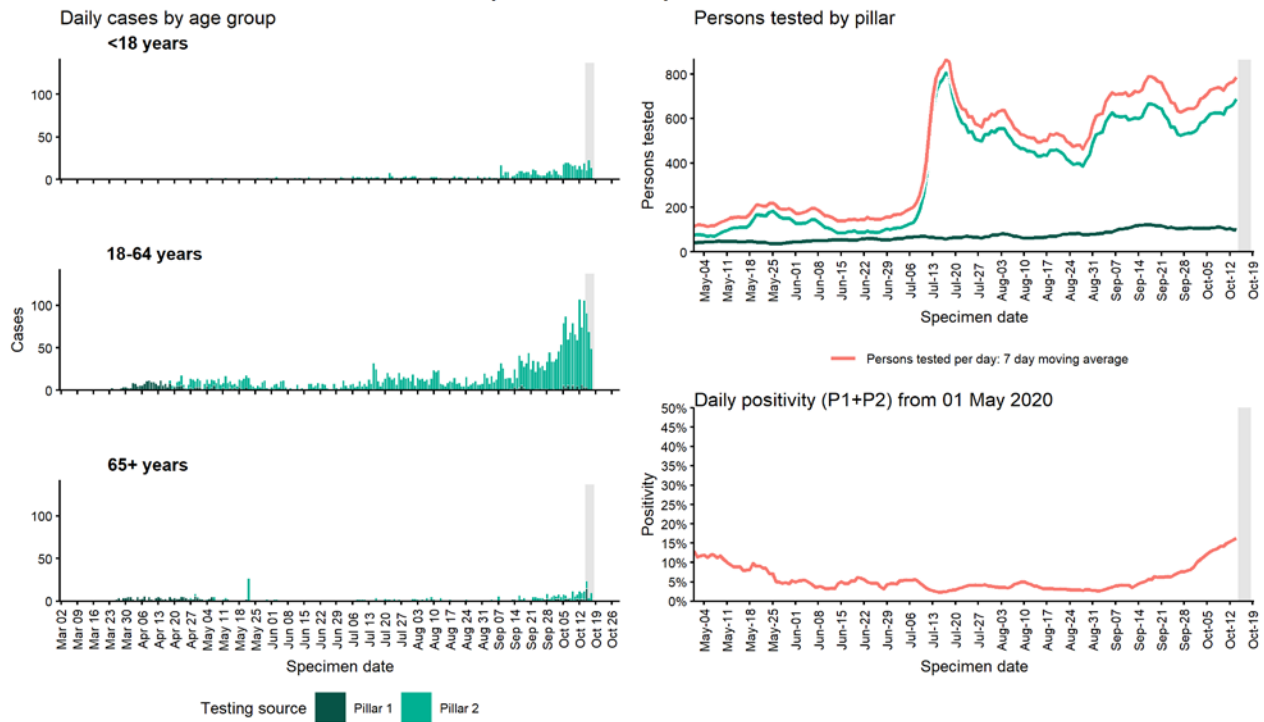 Daily cases by age group
<18 years
100
50
0
18-64 years
100
50
0
65+ years
100
50
0
Cases
Mar 02
Mar 09
Mar 16
Mar 23
Mar 30
Apr 06
Apr 13
Apr 20
Apr 27
May 04
May 11
May 18
May 25
Jun 01
Jun 08
Jun 15
Jun 22
Jun 29
Jul 06
Jul 13
Jul 20
Jul 27
Aug 03
Aug 10
Aug 17
Aug 24
Aug 31
Sep 07
Sep 14
Sep 21
Sep 28
Oct 05
Oct 12
Oct 19
Oct 26
Specimen date
Testing source
Pillar 1
Pillar 2
Persons tested by pillar
Persons tested
800
600
400
200
0
May-04
May-11
May-18
May-25
Jun-01
Jun-08
Jun-15
Jun-22
Jun-29
Jul-06
Jul-13
Jul-20
Jul-27
Aug-03
Aug-10
Aug-17
Aug-24
Aug-31
Sep-07
Sep-14
Sep-21
Sep-28
Oct-05
Oct-12
Oct-19
Specimen date
Persons tested per day: 7 day moving average
Daily positivity (P1+P2) from 01 May 2020
Positivity
50%
45%
40%
35%
30%
25%
20%
15%
10%
5%
0%
May-04
May-11
May-18
May-25
Jun-01
Jun-08
Jun-15
Jun-22
Jun-29
Jul-06
Jul-13
Jul-20
Jul-27
Aug-03
Aug-10
Aug-17
Aug-24
Aug-31
Sep-07
Sep-14
Sep-21
Sep-28
Oct-05
Oct-12
Oct-19
Specimen date